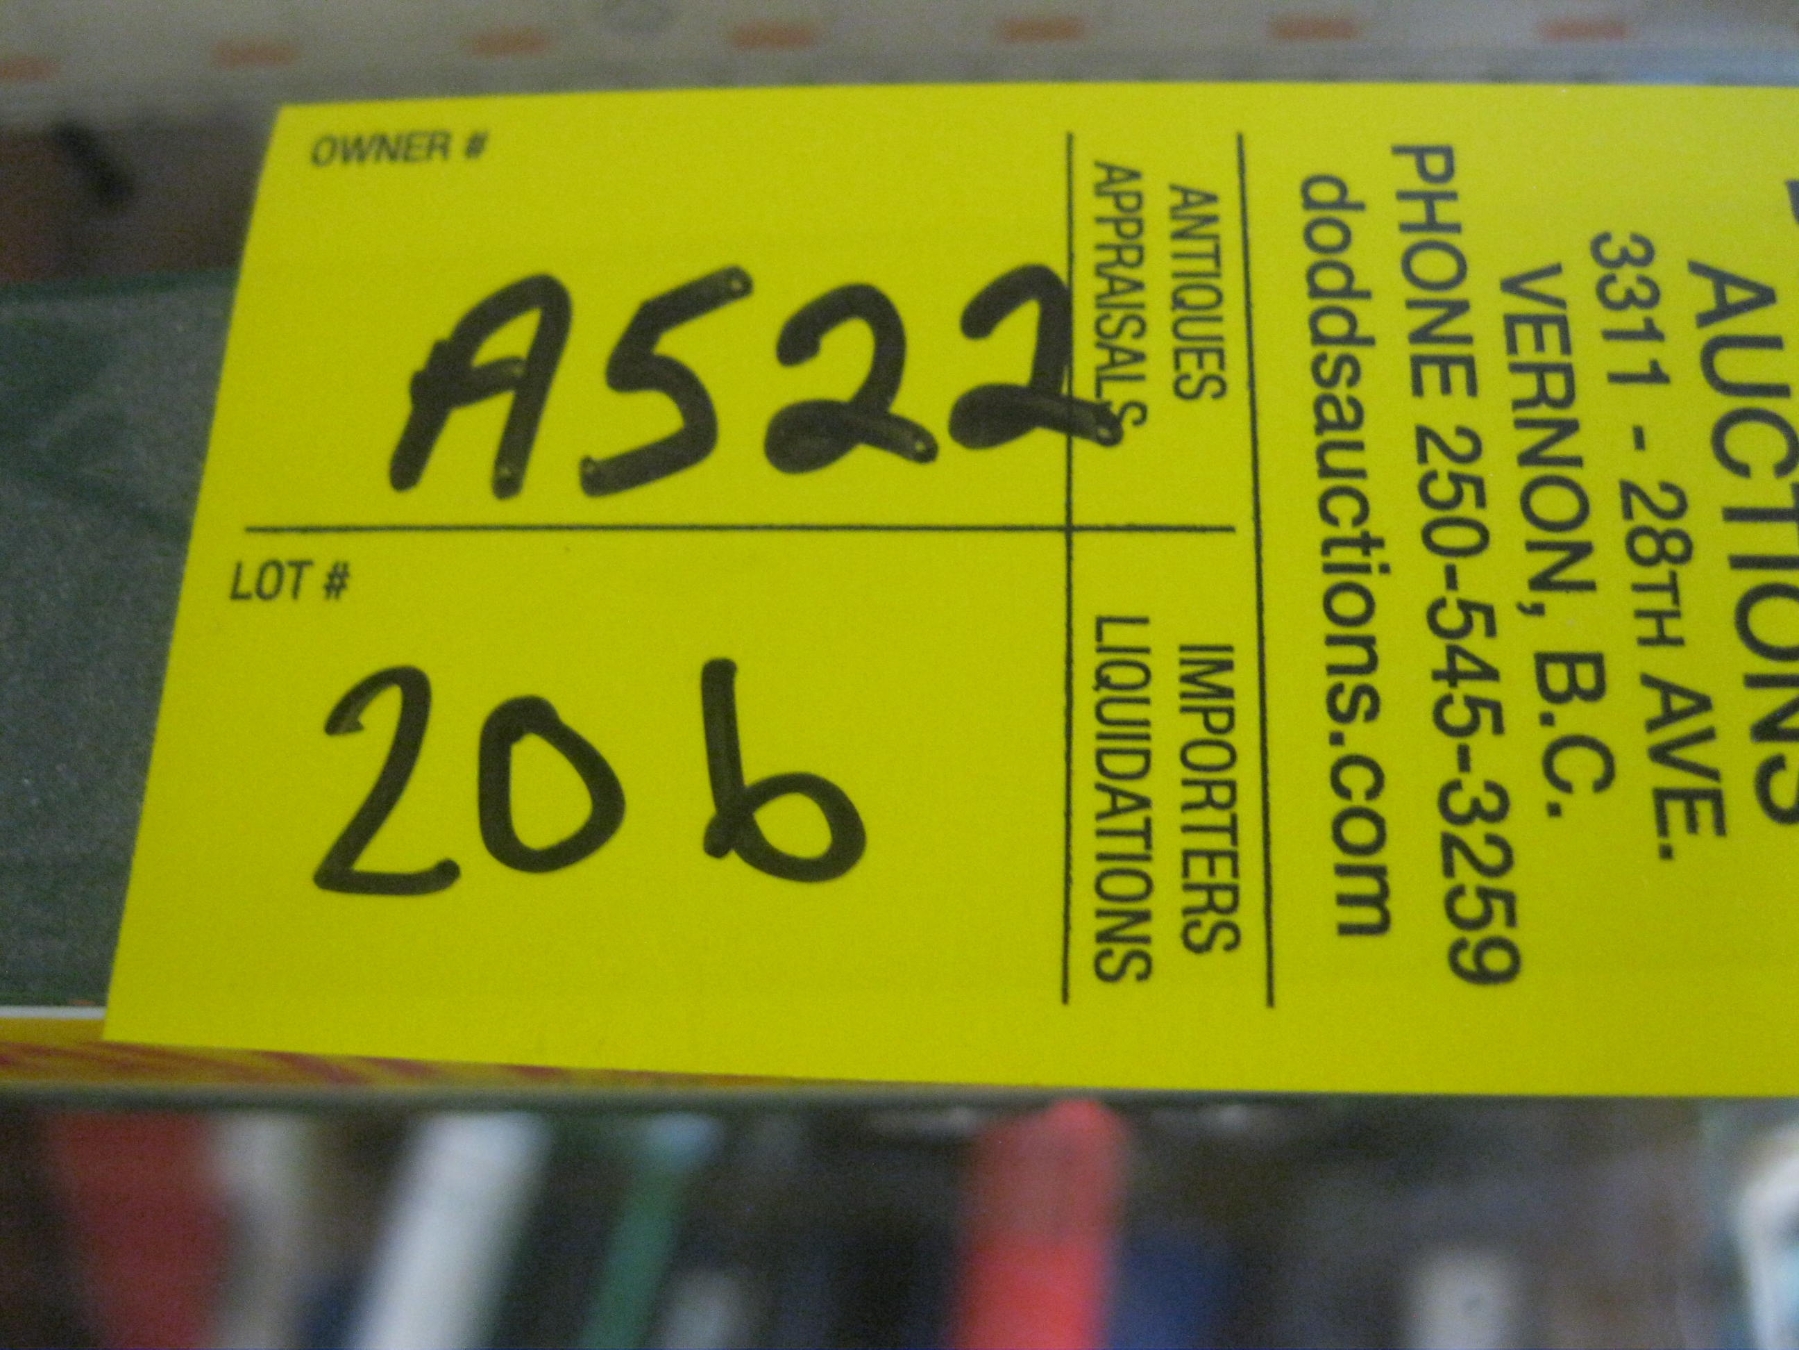 OWNER #
A522
LOT #
206
AUCTIONS
3311 - 28TH AVE.
VERNON, B.C.
PHONE 250-545-3259
doddsauctions.com
ANTIQUES
APPRAISALS
IMPORTERS
LIQUIDATIONS